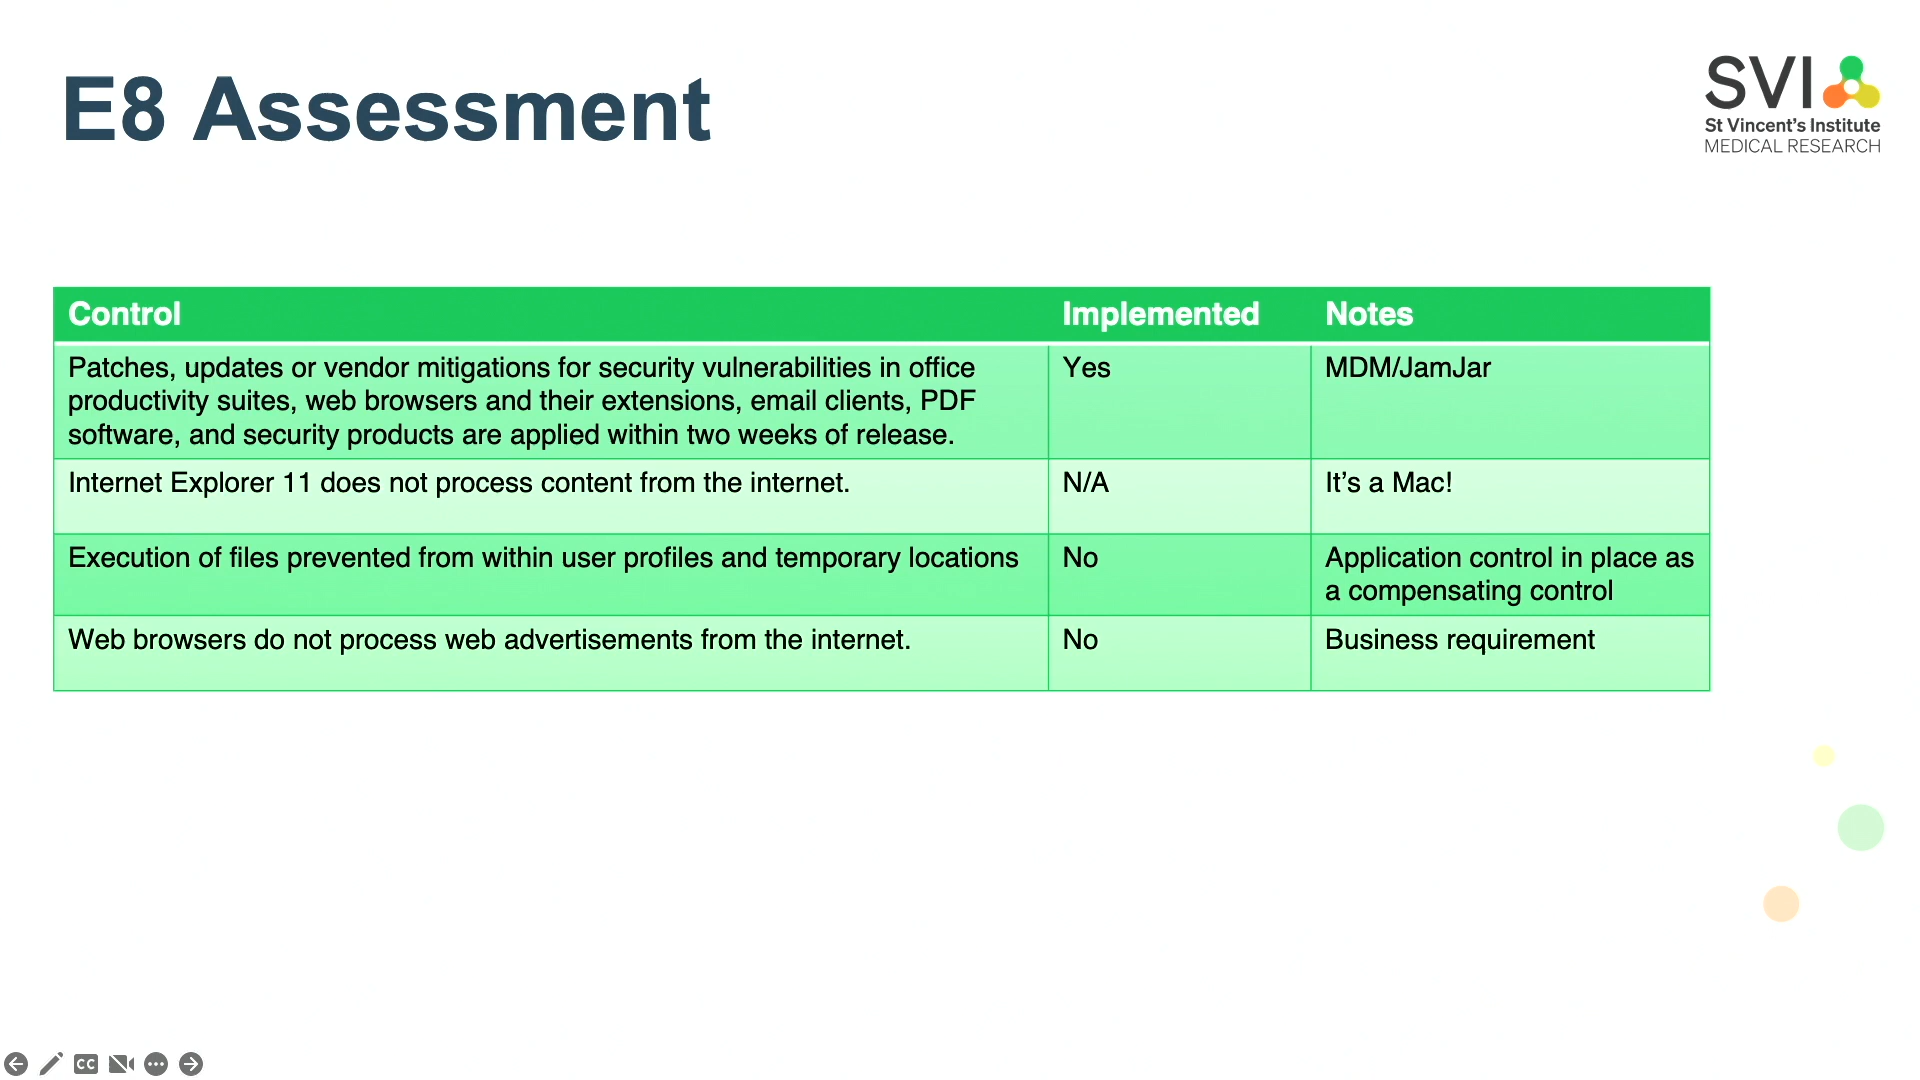 E8 Assessment
SVI
St Vincent's Institute
MEDICAL RESEARCH
Control
Implemented
Notes
Patches, updates or vendor mitigations for security vulnerabilities in office
productivity suites, web browsers and their extensions, email clients, PDF
software, and security products are applied within two weeks of release.
Yes
MDM/JamJar
Internet Explorer 11 does not process content from the internet.
N/A
It’s a Mac!
Execution of files prevented from within user profiles and temporary locations
No
Application control in place as
a compensating control
Web browsers do not process web advertisements from the internet.
No
Business requirement
CC